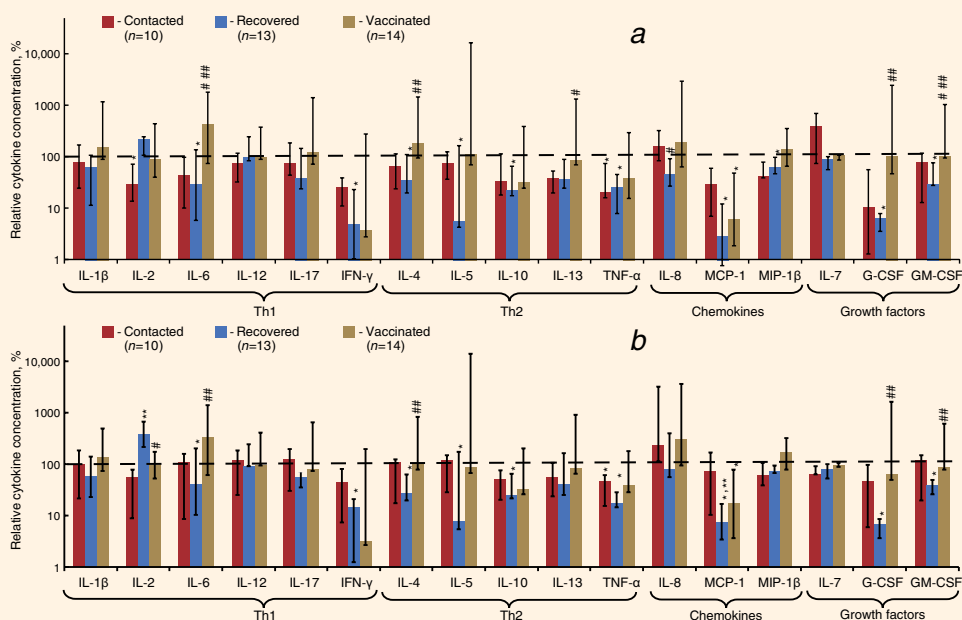 a
- Contacted
(n=10)
- Recovered
(n=13)
- Vaccinated
(n=14)
Relative cytokine concentration, %
10,000
1000
100
10
1
* * # ## * ## * * # * * ## * * * * ## * # ##
IL-1β IL-2 IL-6 IL-12 IL-17 IFN-γ IL-4 IL-5 IL-10 IL-13 TNF-α IL-8 MCP-1 MIP-1β IL-7 G-CSF GM-CSF
Th1 Th2 Chemokines Growth factors
b
- Contacted
(n=10)
- Recovered
(n=13)
- Vaccinated
(n=14)
Relative cytokine concentration, %
10,000
1000
100
10
1
** # * ## * * ## * * * * *,** * * ## * ##
IL-1β IL-2 IL-6 IL-12 IL-17 IFN-γ IL-4 IL-5 IL-10 IL-13 TNF-α IL-8 MCP-1 MIP-1β IL-7 G-CSF GM-CSF
Th1 Th2 Chemokines Growth factors